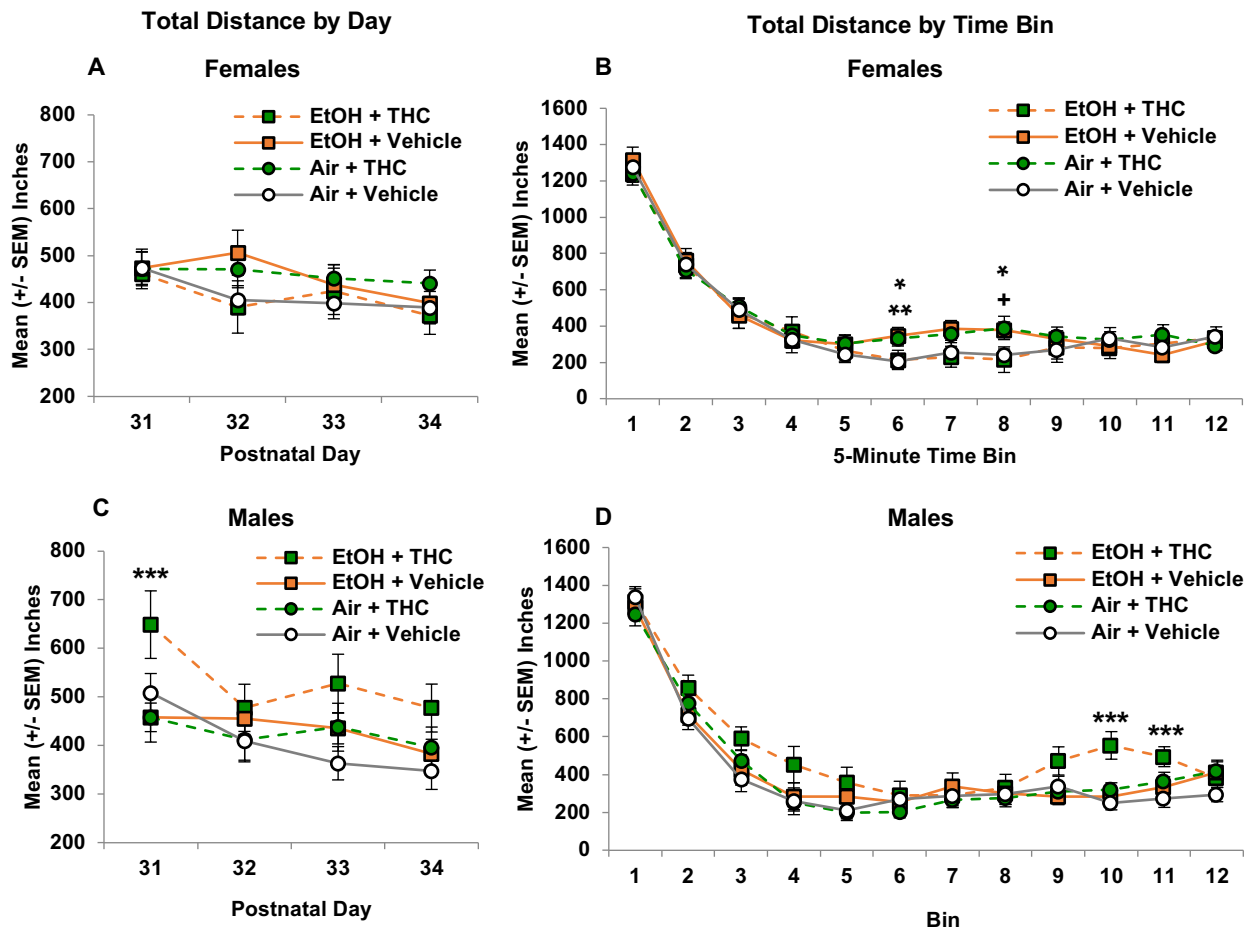 Total Distance by Day
Total Distance by Time Bin
A
Females
EtOH + THC
EtOH + Vehicle
Air + THC
Air + Vehicle
Mean (+/- SEM) Inches
800
700
600
500
400
300
200
31 32 33 34
Postnatal Day
B
Females
EtOH + THC
EtOH + Vehicle
Air + THC
Air + Vehicle
Mean (+/- SEM) Inches
1600
1400
1200
1000
800
600
400
200
0
* *
** +
1 2 3 4 5 6 7 8 9 10 11 12
5-Minute Time Bin
C
Males
EtOH + THC
EtOH + Vehicle
Air + THC
Air + Vehicle
***
Mean (+/- SEM) Inches
800
700
600
500
400
300
200
31 32 33 34
Postnatal Day
D
Males
EtOH + THC
EtOH + Vehicle
Air + THC
Air + Vehicle
Mean (+/- SEM) Inches
1600
1400
1200
1000
800
600
400
200
0
*** ***
1 2 3 4 5 6 7 8 9 10 11 12
Bin